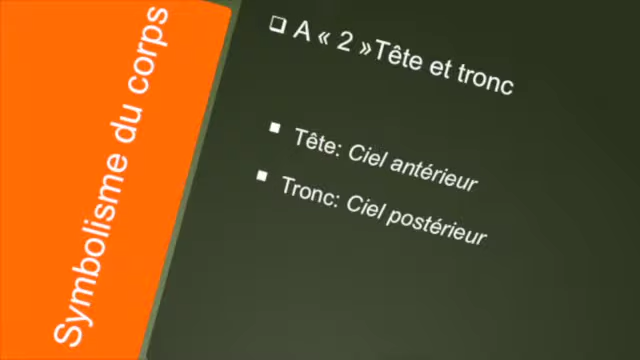 Symbolisme du corps
A « 2 »Tête et tronc
Tête: Ciel antérieur
Tronc: Ciel postérieur